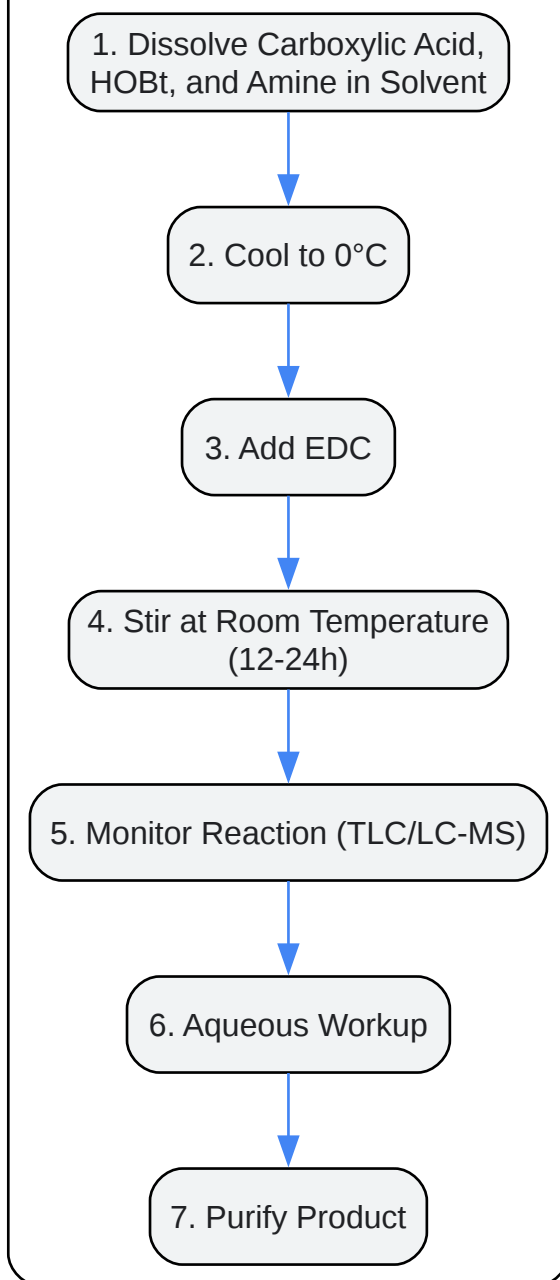 1. Dissolve Carboxylic Acid,
HOBt, and Amine in Solvent
2. Cool to 0°C
3. Add EDC
4. Stir at Room Temperature
(12-24h)
5. Monitor Reaction (TLC/LC-MS)
6. Aqueous Workup
7. Purify Product